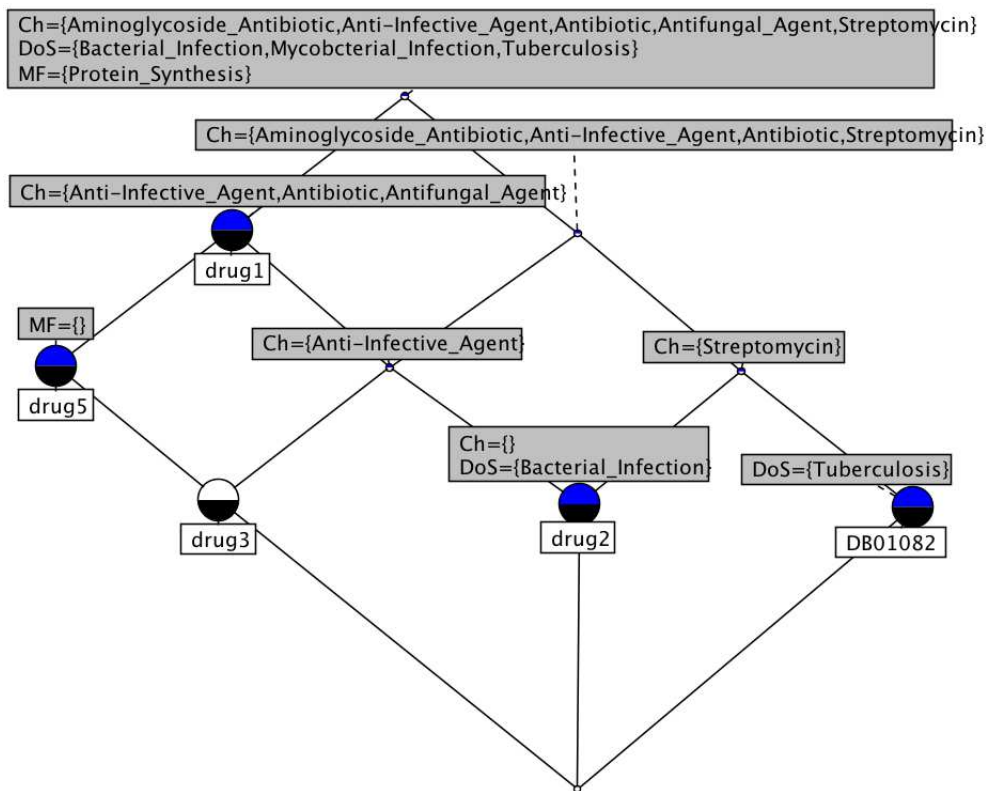 Ch={Aminoglycoside_Antibiotic,Anti-Infective_Agent,Antibiotic,Antifungal_Agent,Streptomycin}
DoS={Bacterial_Infection,Mycobcterial_Infection,Tuberculosis}
MF={Protein_Synthesis}
Ch={Aminoglycoside_Antibiotic,Anti-Infective_Agent,Antibiotic,Streptomycin}
Ch={Anti-Infective_Agent,Antibiotic,Antifungal_Agent}
drug1
MF={}
Ch={Anti-Infective_Agent}
Ch={Streptomycin}
drug5
Ch={}
DoS={Bacterial_Infection}
DoS={Tuberculosis}
drug3
drug2
DB01082